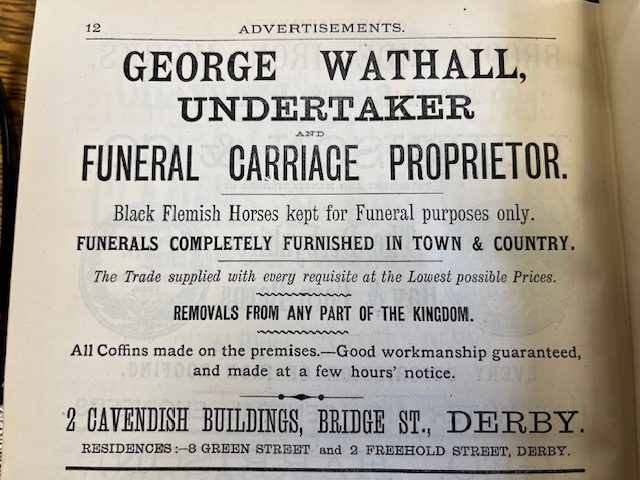 12 ADVERTISEMENTS.
GEORGE WATHALL,
UNDERTAKER
AND
FUNERAL CARRIAGE PROPRIETOR.
Black Flemish Horses kept for Funeral purposes only.
FUNERALS COMPLETELY FURNISHED IN TOWN & COUNTRY.
The Trade supplied with every requisite at the Lowest possible Prices.
REMOVALS FROM ANY PART OF THE KINGDOM.
All Coffins made on the premises.—Good workmanship guaranteed,
and made at a few hours' notice.
2 CAVENDISH BUILDINGS, BRIDGE ST., DERBY.
RESIDENCES:—8 GREEN STREET and 2 FREEHOLD STREET, DERBY.